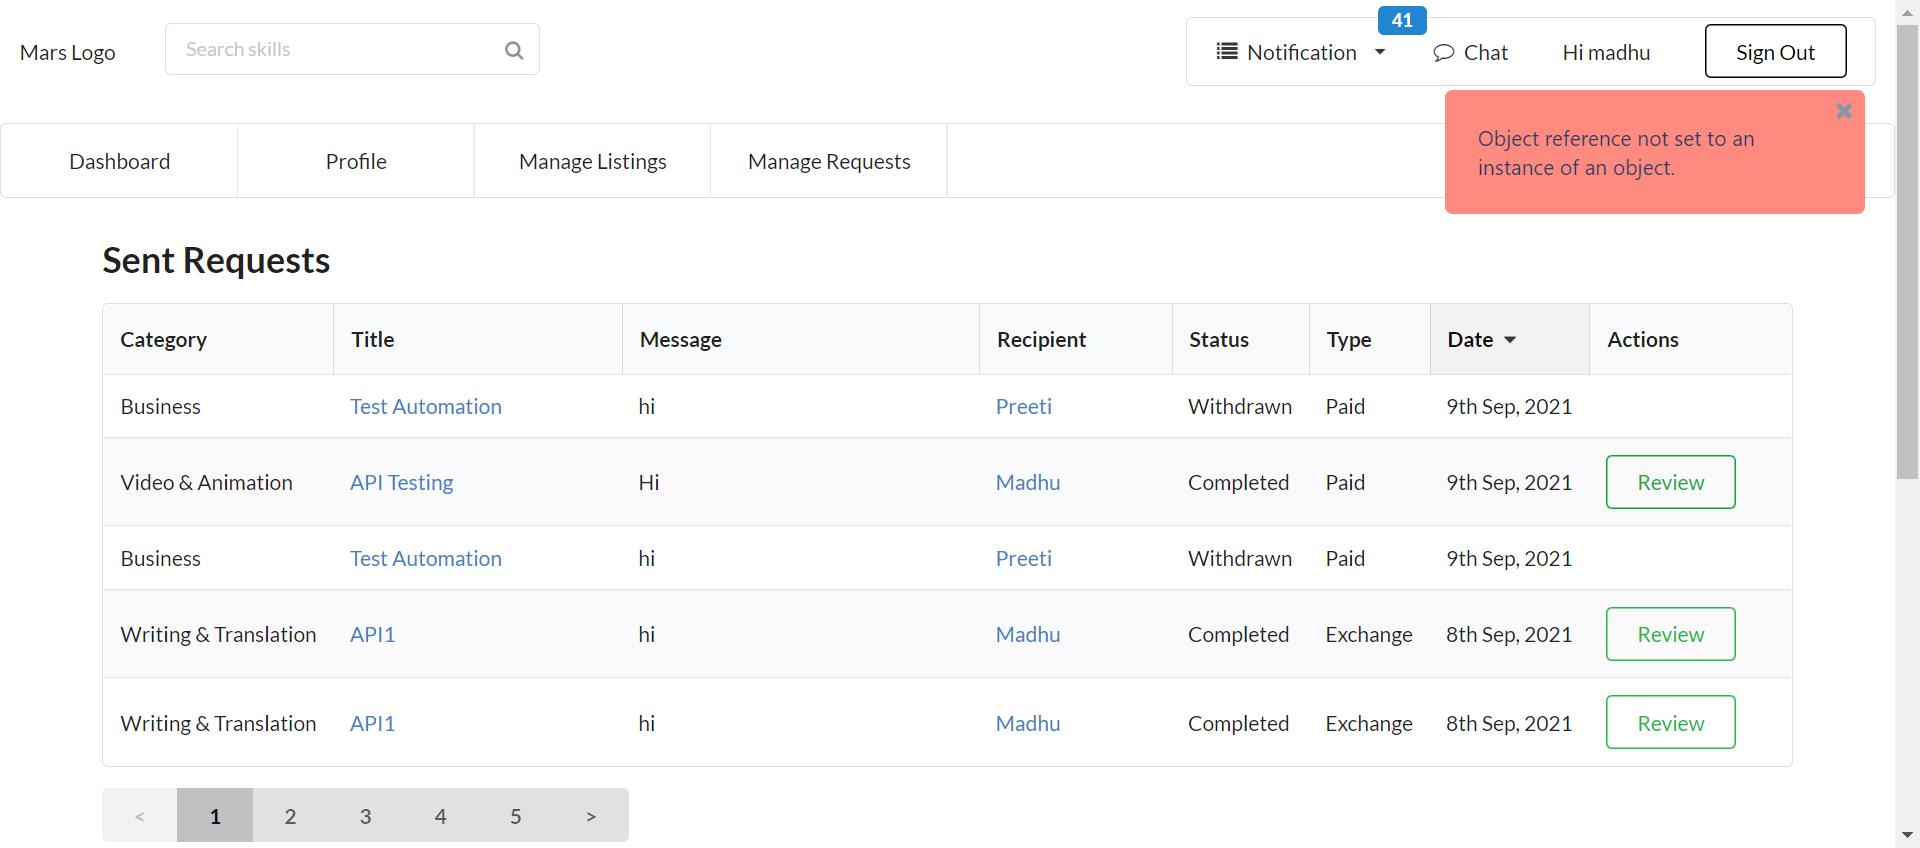 41
Mars Logo Search skills Notification Chat Hi madhu Sign Out
Dashboard Profile Manage Listings Manage Requests
Object reference not set to an
instance of an object.
Sent Requests
Category Title Message Recipient Status Type Date Actions
Business Test Automation hi Preeti Withdrawn Paid 9th Sep, 2021
Video & Animation API Testing Hi Madhu Completed Paid 9th Sep, 2021 Review
Business Test Automation hi Preeti Withdrawn Paid 9th Sep, 2021
Writing & Translation API1 hi Madhu Completed Exchange 8th Sep, 2021 Review
Writing & Translation API1 hi Madhu Completed Exchange 8th Sep, 2021 Review
< 1 2 3 4 5 >